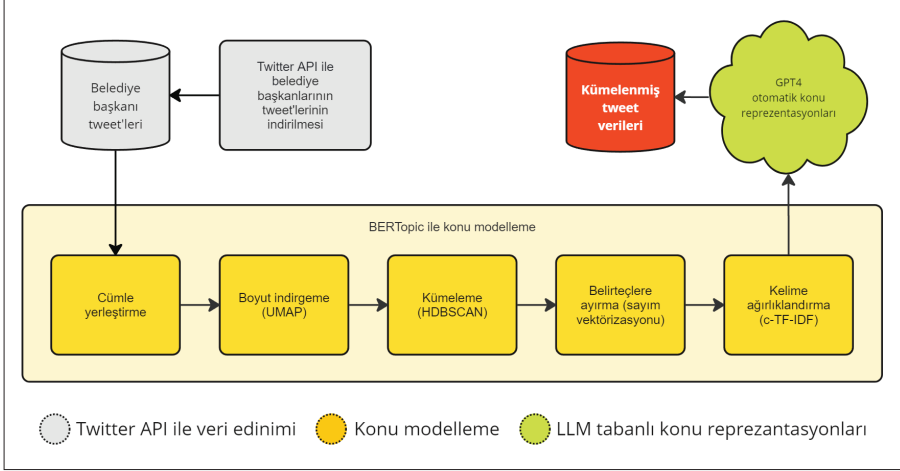 Belediye
başkanı
tweet'leri
Twitter API ile
belediye
başkanlarının
tweet'lerinin
indirilmesi
Kümelenmiş
tweet
verileri
GPT4
otomatik konu
reprezentasyonları
BERTopic ile konu modelleme
Cümle
yerleştirme
Boyut indirgeme
(UMAP)
Kümeleme
(HDBSCAN)
Belirteçlere
ayırma (sayım
vektörizasyonu)
Kelime
ağırlıklandırma
(c-TF-IDF)
Twitter API ile veri edinimi
Konu modelleme
LLM tabanlı konu reprezantasyonları